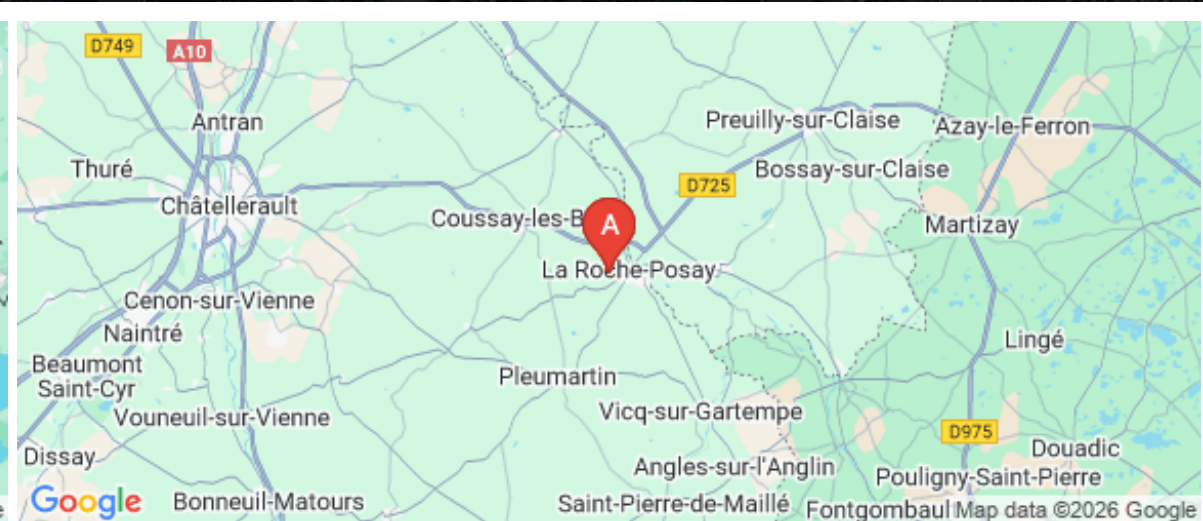 D749
A10
Antran
Preuilly-sur-Claise
Azay-le-Ferron
Thuré
Bossay-sur-Claise
D725
Châtellerault
Coussay-les-B
A
Martizay
La Roche-Posay
Cenon-sur-Vienne
Naintré
Lingé
Beaumont
Saint-Cyr
Pleumartin
Vouneuil-sur-Vienne
Vicq-sur-Gartempe
D975
Douadic
Dissay
Angles-sur-l'Anglin
Pouligny-Saint-Pierre
Google
Bonneuil-Matours
Saint-Pierre-de-Maillé
Fontgombaul
Map data ©2026 Google